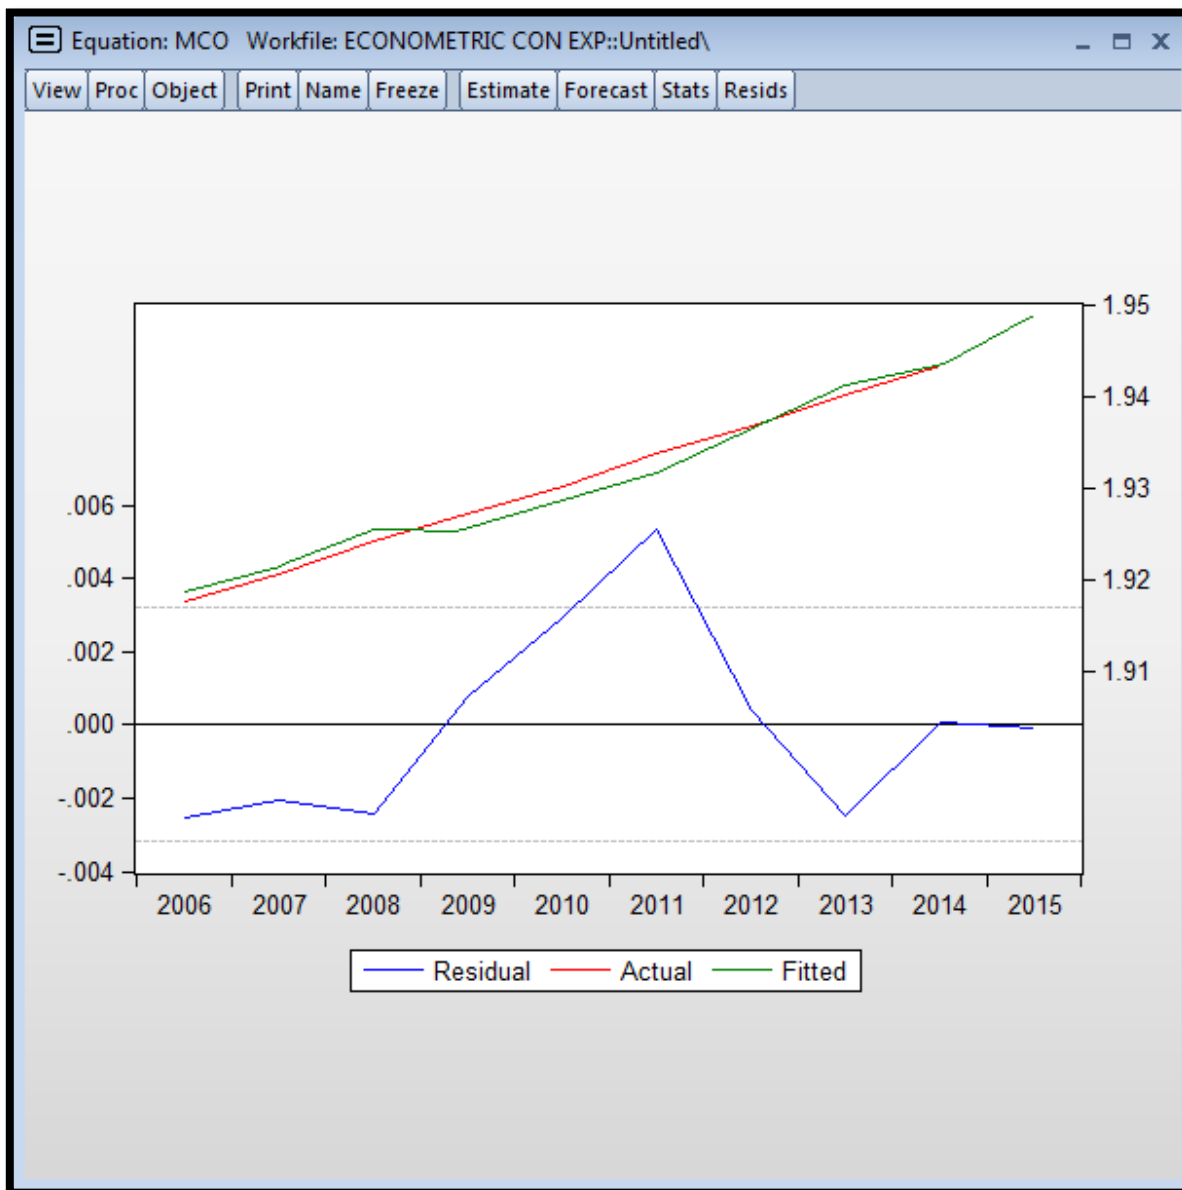 Equation: MCO Workfile: ECONOMETRIC CON EXP::Untitled\
View Proc Object Print Name Freeze Estimate Forecast Stats Resids
1.95
1.94
1.93
1.92
1.91
.006
.004
.002
.000
-.002
-.004
2006 2007 2008 2009 2010 2011 2012 2013 2014 2015
Residual Actual Fitted